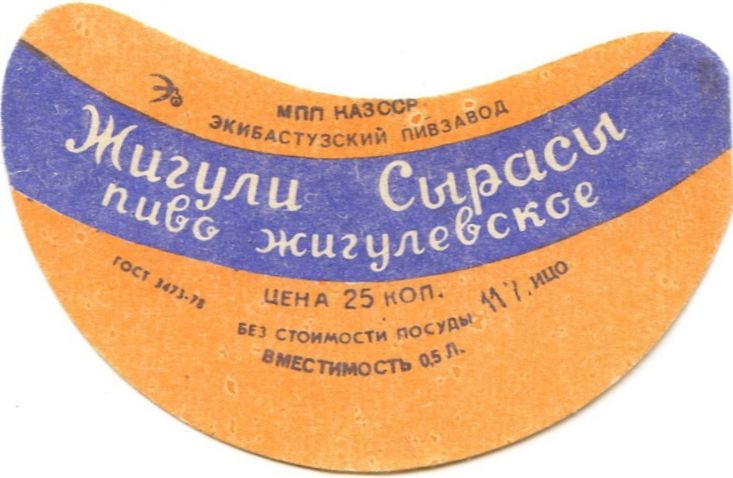 МПП КАЗССР
ЭКИБАСТУЗСКИЙ ПИВЗАВОД
Жигули Сырасы
пиво жигулевское
ГОСТ 3473-78
ЦЕНА 25 КОП.
11% ИЦО
БЕЗ СТОИМОСТИ ПОСУДЫ
ВМЕСТИМОСТЬ 0,5 Л.